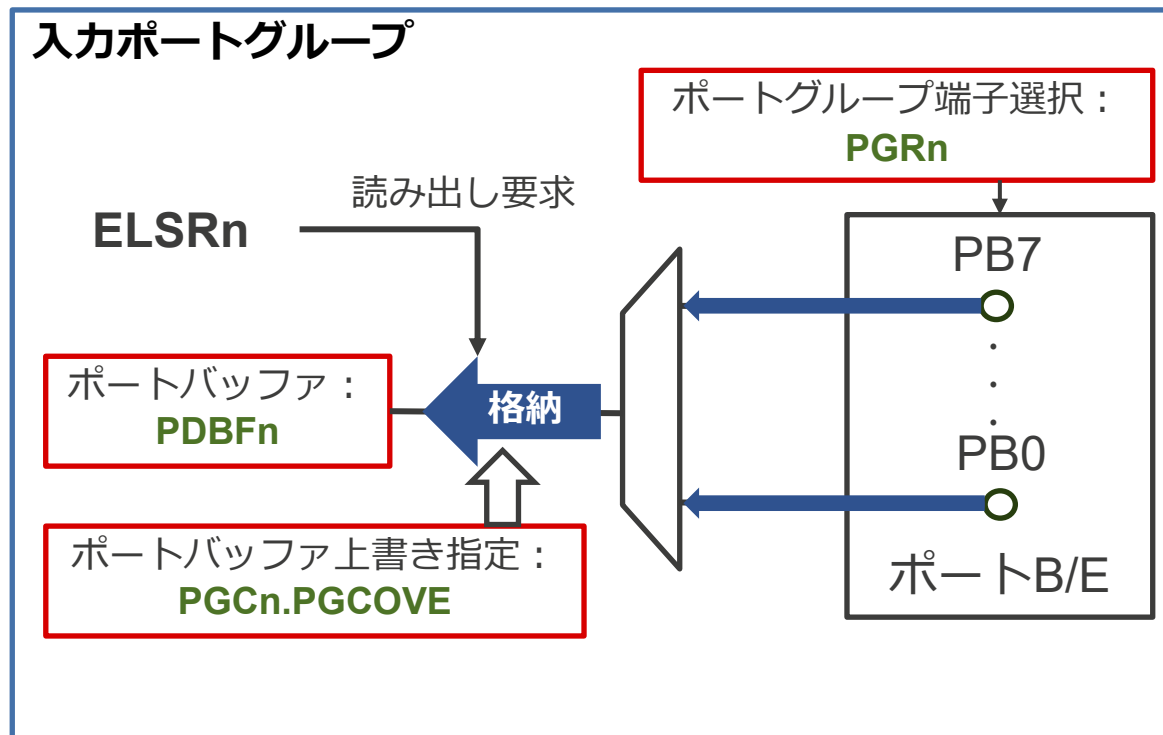 入力ポートグループ
ポートグループ端子選択：
PGRn
読み出し要求
ELSRn
PB7
.
.
.
PB0
ポートB/E
格納
ポートバッファ：
PDBFn
ポートバッファ上書き指定：
PGCn.PGCOVE